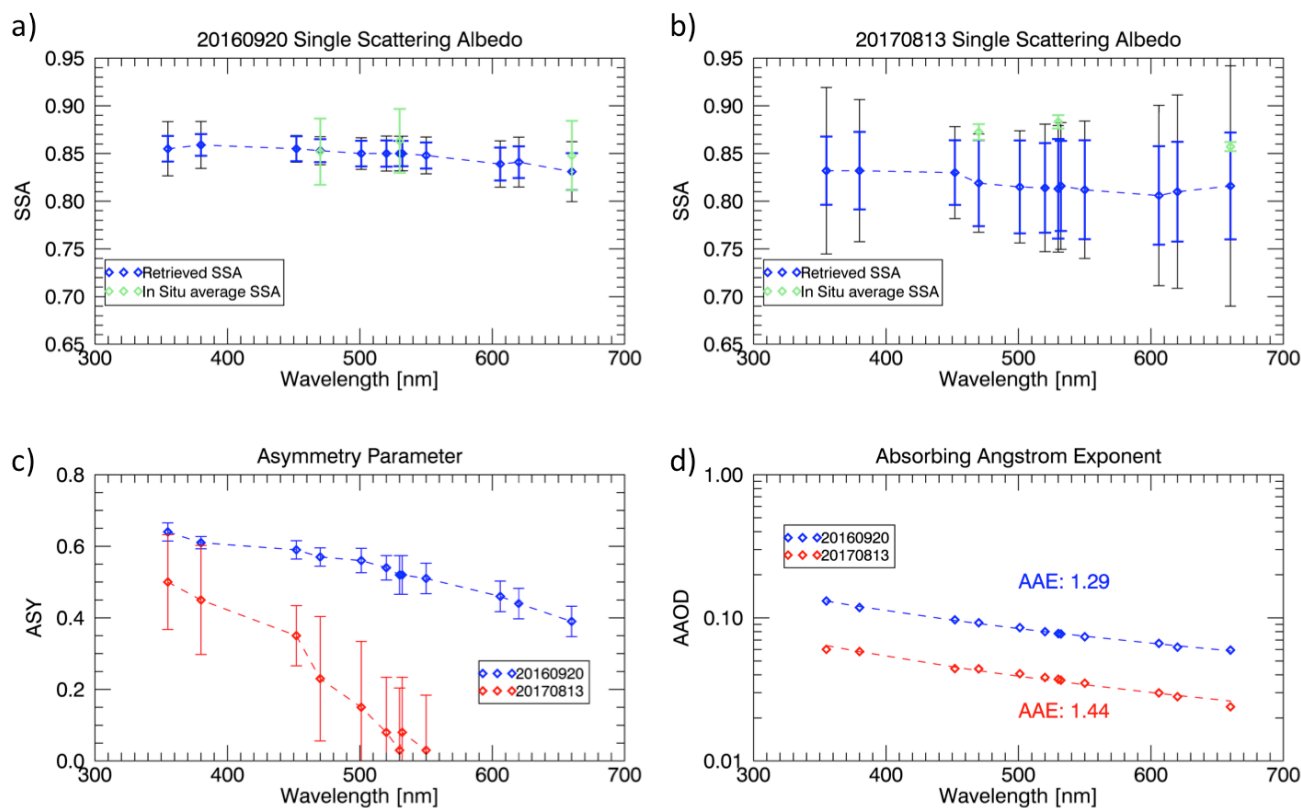 a)
20160920 Single Scattering Albedo
0.95
0.90
0.85
0.80
0.75
0.70
0.65
SSA
Retrieved SSA
In Situ average SSA
300 400 500 600 700
Wavelength [nm]
b)
20170813 Single Scattering Albedo
0.95
0.90
0.85
0.80
0.75
0.70
0.65
SSA
Retrieved SSA
In Situ average SSA
300 400 500 600 700
Wavelength [nm]
c)
Asymmetry Parameter
0.8
0.6
0.4
0.2
0.0
ASY
20160920
20170813
300 400 500 600 700
Wavelength [nm]
d)
Absorbing Angstrom Exponent
1.00
0.10
0.01
AAOD
20160920
20170813
AAE: 1.29
AAE: 1.44
300 400 500 600 700
Wavelength [nm]